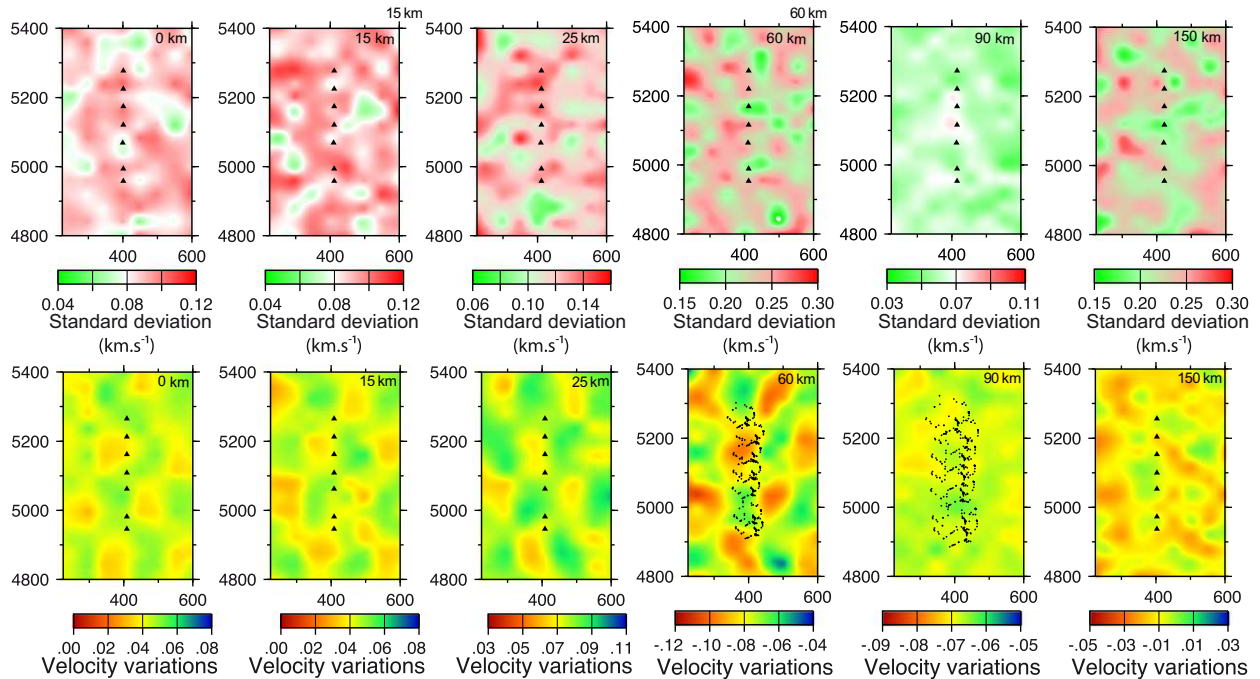 15 km 60 km
5400 5400 5400 5400 5400 5400
0 km 15 km 25 km 60 km 90 km 150 km
5200 5200 5200 5200 5200 5200
5000 5000 5000 5000 5000 5000
4800 4800 4800 4800 4800 4800
400 600 400 600 400 600 400 600 400 600 400 600
0.04 0.08 0.12 0.04 0.08 0.12 0.06 0.10 0.14 0.15 0.20 0.25 0.30 0.03 0.07 0.11 0.15 0.20 0.25 0.30
Standard deviation Standard deviation Standard deviation Standard deviation Standard deviation Standard deviation
(km.s-1) (km.s-1) (km.s-1) (km.s-1) (km.s-1) (km.s-1)
5400 5400 5400 5400 5400 5400
0 km 15 km 25 km 60 km 90 km 150 km
5200 5200 5200 5200 5200 5200
5000 5000 5000 5000 5000 5000
4800 4800 4800 4800 4800 4800
400 600 400 600 400 600 400 600 400 600 400 600
.00 .02 .04 .06 .08 .00 .02 .04 .06 .08 .03 .05 .07 .09 .11 -.12 -.10 -.08 -.06 -.04 -.09 -.08 -.07 -.06 -.05 -.05 -.03 -.01 .01 .03
Velocity variations Velocity variations Velocity variations Velocity variations Velocity variations Velocity variations